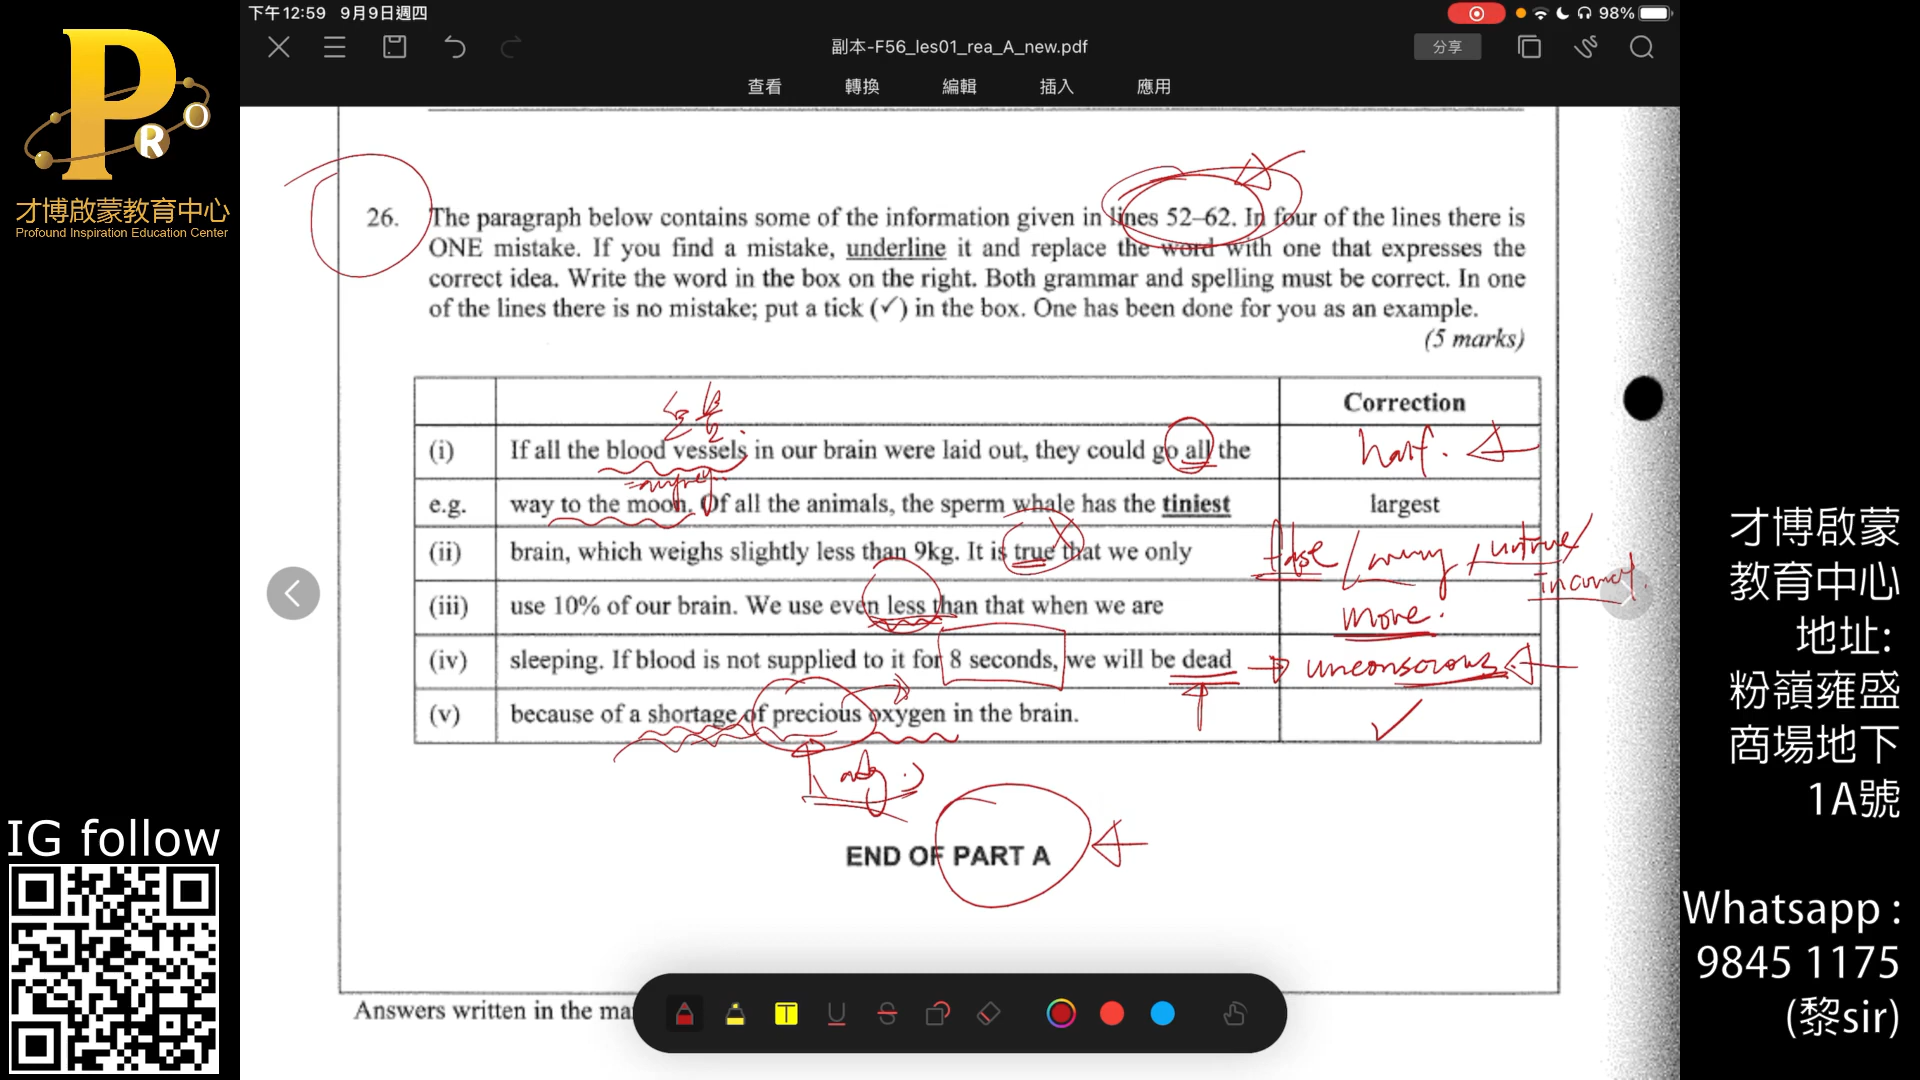 下午12:59 9月9日週四
98%
副本-F56_les01_rea_A_new.pdf
分享
查看 轉換 編輯 插入 應用
PRO
才博啟蒙教育中心
Profound Inspiration Education Center
26. The paragraph below contains some of the information given in lines 52–62. In four of the lines there is
ONE mistake. If you find a mistake, underline it and replace the word with one that expresses the
correct idea. Write the word in the box on the right. Both grammar and spelling must be correct. In one
of the lines there is no mistake; put a tick (✓) in the box. One has been done for you as an example.
(5 marks)
Correction
(i) If all the blood vessels in our brain were laid out, they could go all the half.
e.g. way to the moon. Of all the animals, the sperm whale has the tiniest largest
(ii) brain, which weighs slightly less than 9kg. It is true that we only false / wrong / untrue /
incorrect.
(iii) use 10% of our brain. We use even less than that when we are more.
(iv) sleeping. If blood is not supplied to it for 8 seconds, we will be dead → unconscious
(v) because of a shortage of precious oxygen in the brain. ✓
adj.
END OF PART A
Answers written in the ma
T U S
IG follow
才博啟蒙
教育中心
地址:
粉嶺雍盛
商場地下
1A號
Whatsapp :
9845 1175
(黎sir)